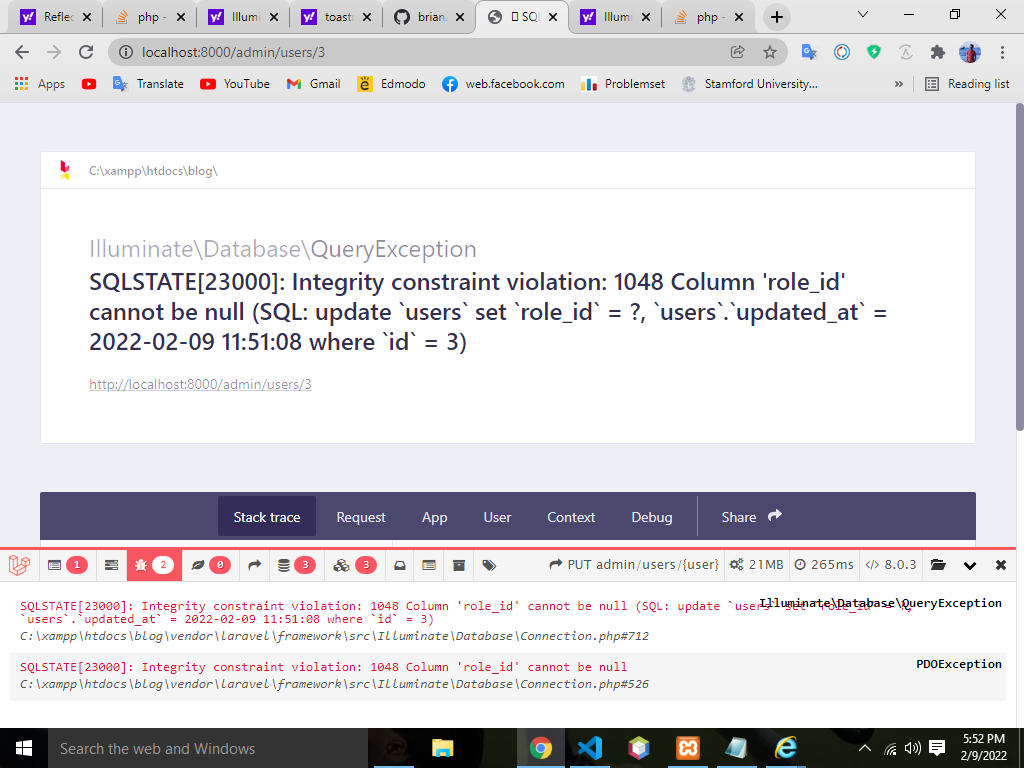 Reflec
php -
Illumi
toast
brian
SQL
Illumi
php -
localhost:8000/admin/users/3
Apps
Translate
YouTube
Gmail
Edmodo
web.facebook.com
Problemset
Stamford University...
»
Reading list
C:\xampp\htdocs\blog\
Illuminate\Database\QueryException
SQLSTATE[23000]: Integrity constraint violation: 1048 Column 'role_id'
cannot be null (SQL: update `users` set `role_id` = ?, `users`.`updated_at` =
2022-02-09 11:51:08 where `id` = 3)
http://localhost:8000/admin/users/3
Stack trace
Request
App
User
Context
Debug
Share
1
2
0
3
3
PUT admin/users/{user}
21MB
265ms
8.0.3
SQLSTATE[23000]: Integrity constraint violation: 1048 Column 'role_id' cannot be null (SQL: update `users` set `role_id` = ?,
Illuminate\Database\QueryException
`users`.`updated_at` = 2022-02-09 11:51:08 where `id` = 3)
C:\xampp\htdocs\blog\vendor\laravel\framework\src\Illuminate\Database\Connection.php#712
SQLSTATE[23000]: Integrity constraint violation: 1048 Column 'role_id' cannot be null
PDOException
C:\xampp\htdocs\blog\vendor\laravel\framework\src\Illuminate\Database\Connection.php#526
Search the web and Windows
5:52 PM
2/9/2022